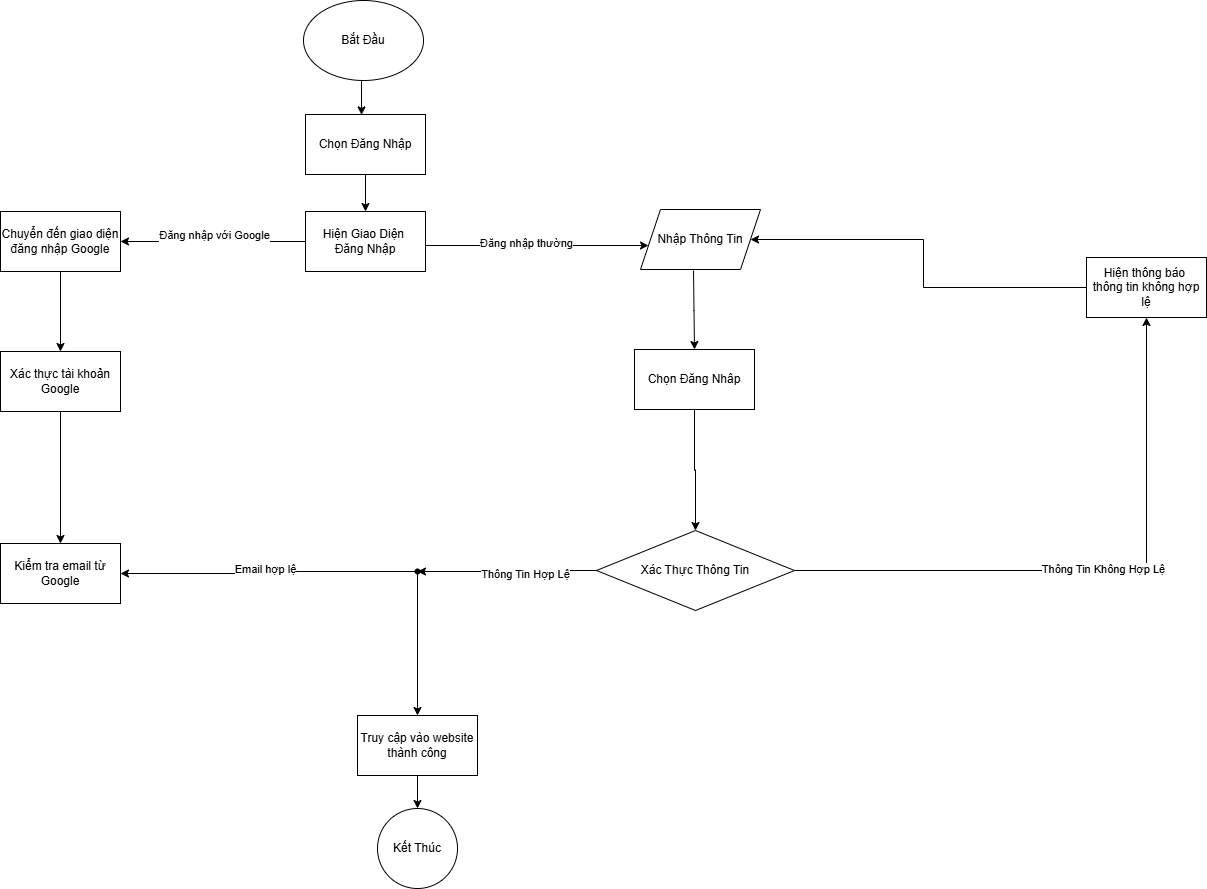 Bắt Đầu
Chọn Đăng Nhập
Chuyển đến giao diện
đăng nhập Google
Đăng nhập với Google
Hiện Giao Diện
Đăng Nhập
Đăng nhập thường
Nhập Thông Tin
Hiện thông báo
thông tin không hợp
lệ
Xác thực tài khoản
Google
Chọn Đăng Nhâp
Kiểm tra email từ
Google
Email hợp lệ
Thông Tin Hợp Lệ
Xác Thực Thông Tin
Thông Tin Không Hợp Lệ
Truy cập vào website
thành công
Kết Thúc